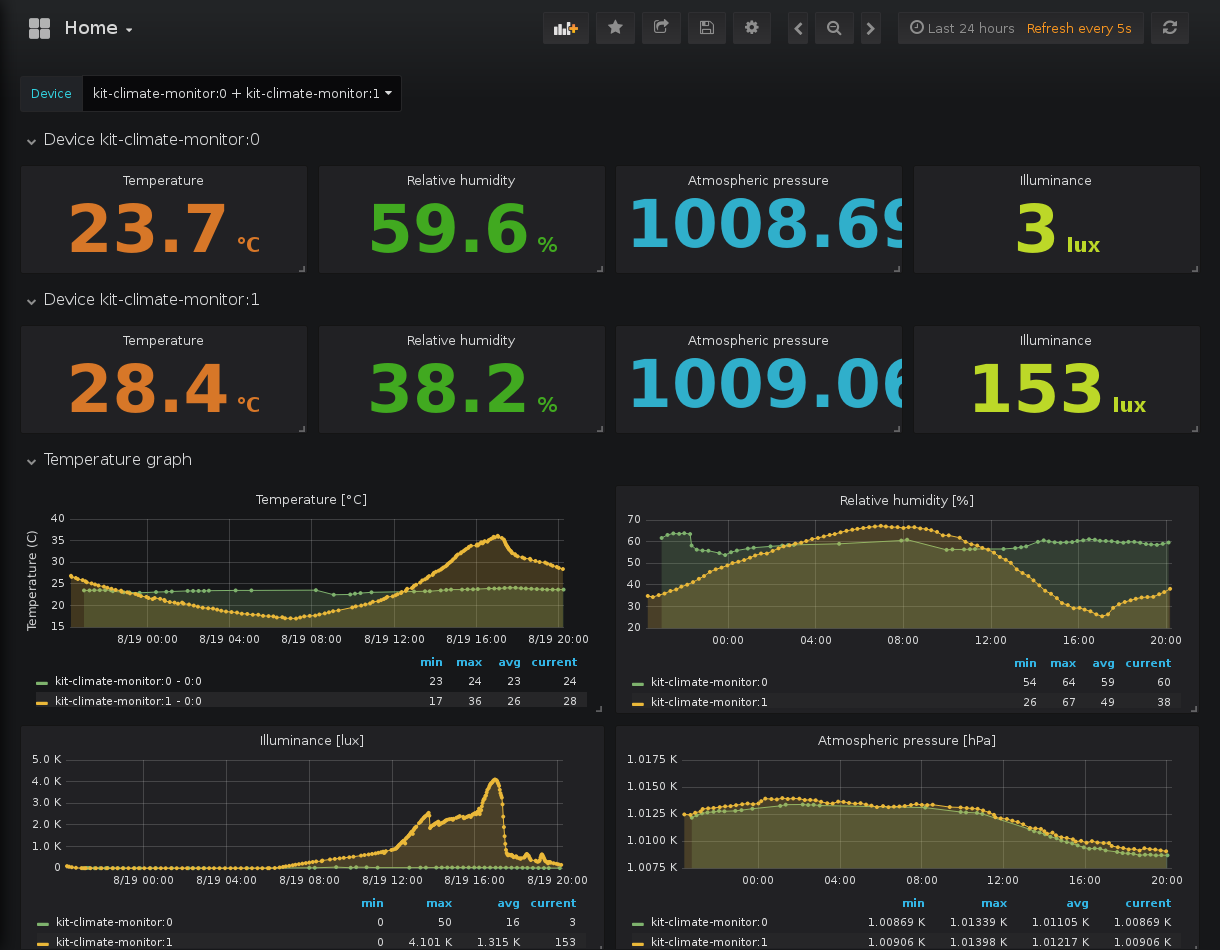 Home
Last 24 hours Refresh every 5s
Device kit-climate-monitor:0 + kit-climate-monitor:1
Device kit-climate-monitor:0
Temperature Relative humidity Atmospheric pressure Illuminance
23.7 °C 59.6 % 1008.69 3 lux
Device kit-climate-monitor:1
Temperature Relative humidity Atmospheric pressure Illuminance
28.4 °C 38.2 % 1009.06 153 lux
Temperature graph
Temperature [°C]
Temperature (C)
40
35
30
25
20
15
8/19 00:00 8/19 04:00 8/19 08:00 8/19 12:00 8/19 16:00 8/19 20:00
min max avg current
kit-climate-monitor:0 - 0:0 23 24 23 24
kit-climate-monitor:1 - 0:0 17 36 26 28
Relative humidity [%]
70
60
50
40
30
20
00:00 04:00 08:00 12:00 16:00 20:00
min max avg current
kit-climate-monitor:0 54 64 59 60
kit-climate-monitor:1 26 67 49 38
Illuminance [lux]
5.0 K
4.0 K
3.0 K
2.0 K
1.0 K
0
8/19 00:00 8/19 04:00 8/19 08:00 8/19 12:00 8/19 16:00 8/19 20:00
min max avg current
kit-climate-monitor:0 0 50 16 3
kit-climate-monitor:1 0 4.101 K 1.315 K 153
Atmospheric pressure [hPa]
1.0175 K
1.0150 K
1.0125 K
1.0100 K
1.0075 K
00:00 04:00 08:00 12:00 16:00 20:00
min max avg current
kit-climate-monitor:0 1.00869 K 1.01339 K 1.01105 K 1.00869 K
kit-climate-monitor:1 1.00906 K 1.01398 K 1.01217 K 1.00906 K